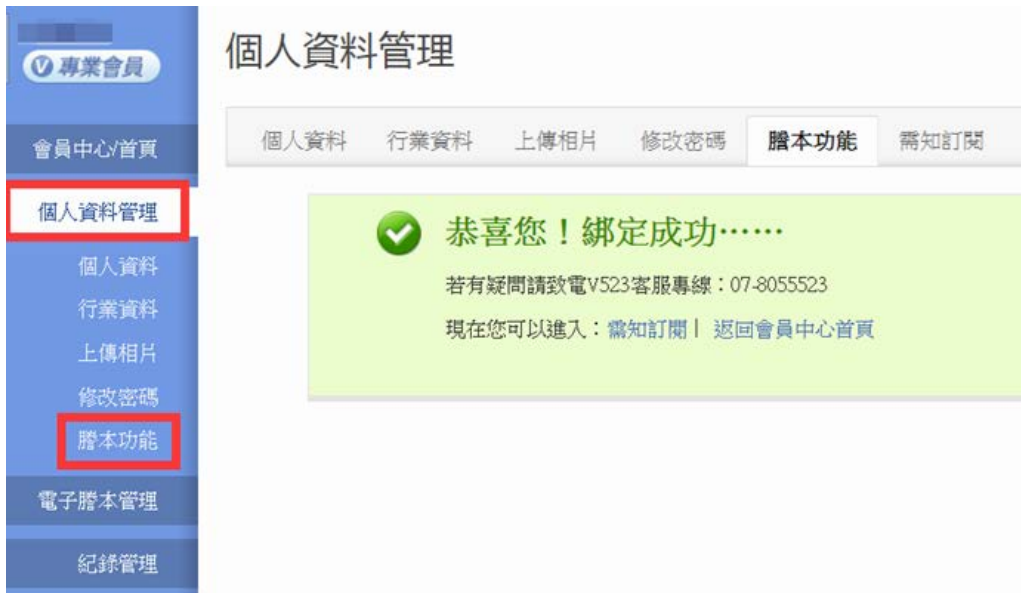 V 專業會員
會員中心/首頁
個人資料管理
個人資料
行業資料
上傳相片
修改密碼
謄本功能
電子謄本管理
紀錄管理
個人資料管理
個人資料 行業資料 上傳相片 修改密碼 謄本功能 需知訂閱
恭喜您！綁定成功……
若有疑問請致電V523客服專線：07-8055523
現在您可以進入：需知訂閱 | 返回會員中心首頁